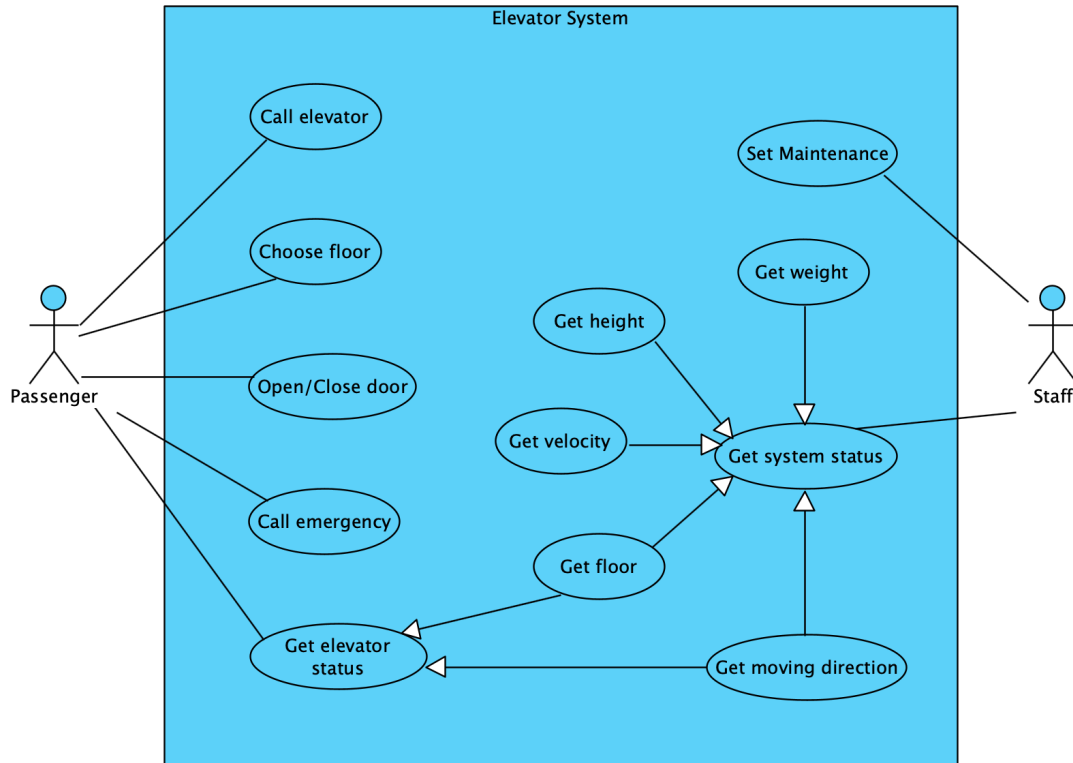 Elevator System
Call elevator
Set Maintenance
Choose floor
Get weight
Get height
Passenger
Open/Close door
Staff
Get velocity
Get system status
Call emergency
Get floor
Get elevator
status
Get moving direction